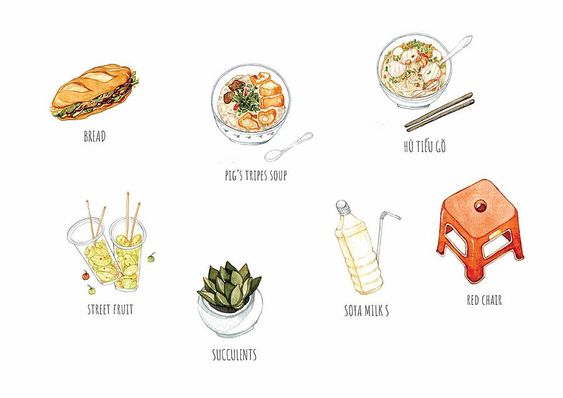 BREAD
PIG'S TRIPES SOUP
HỦ TIẾU GÕ
STREET FRUIT
SUCCULENTS
SOYA MILK S
RED CHAIR